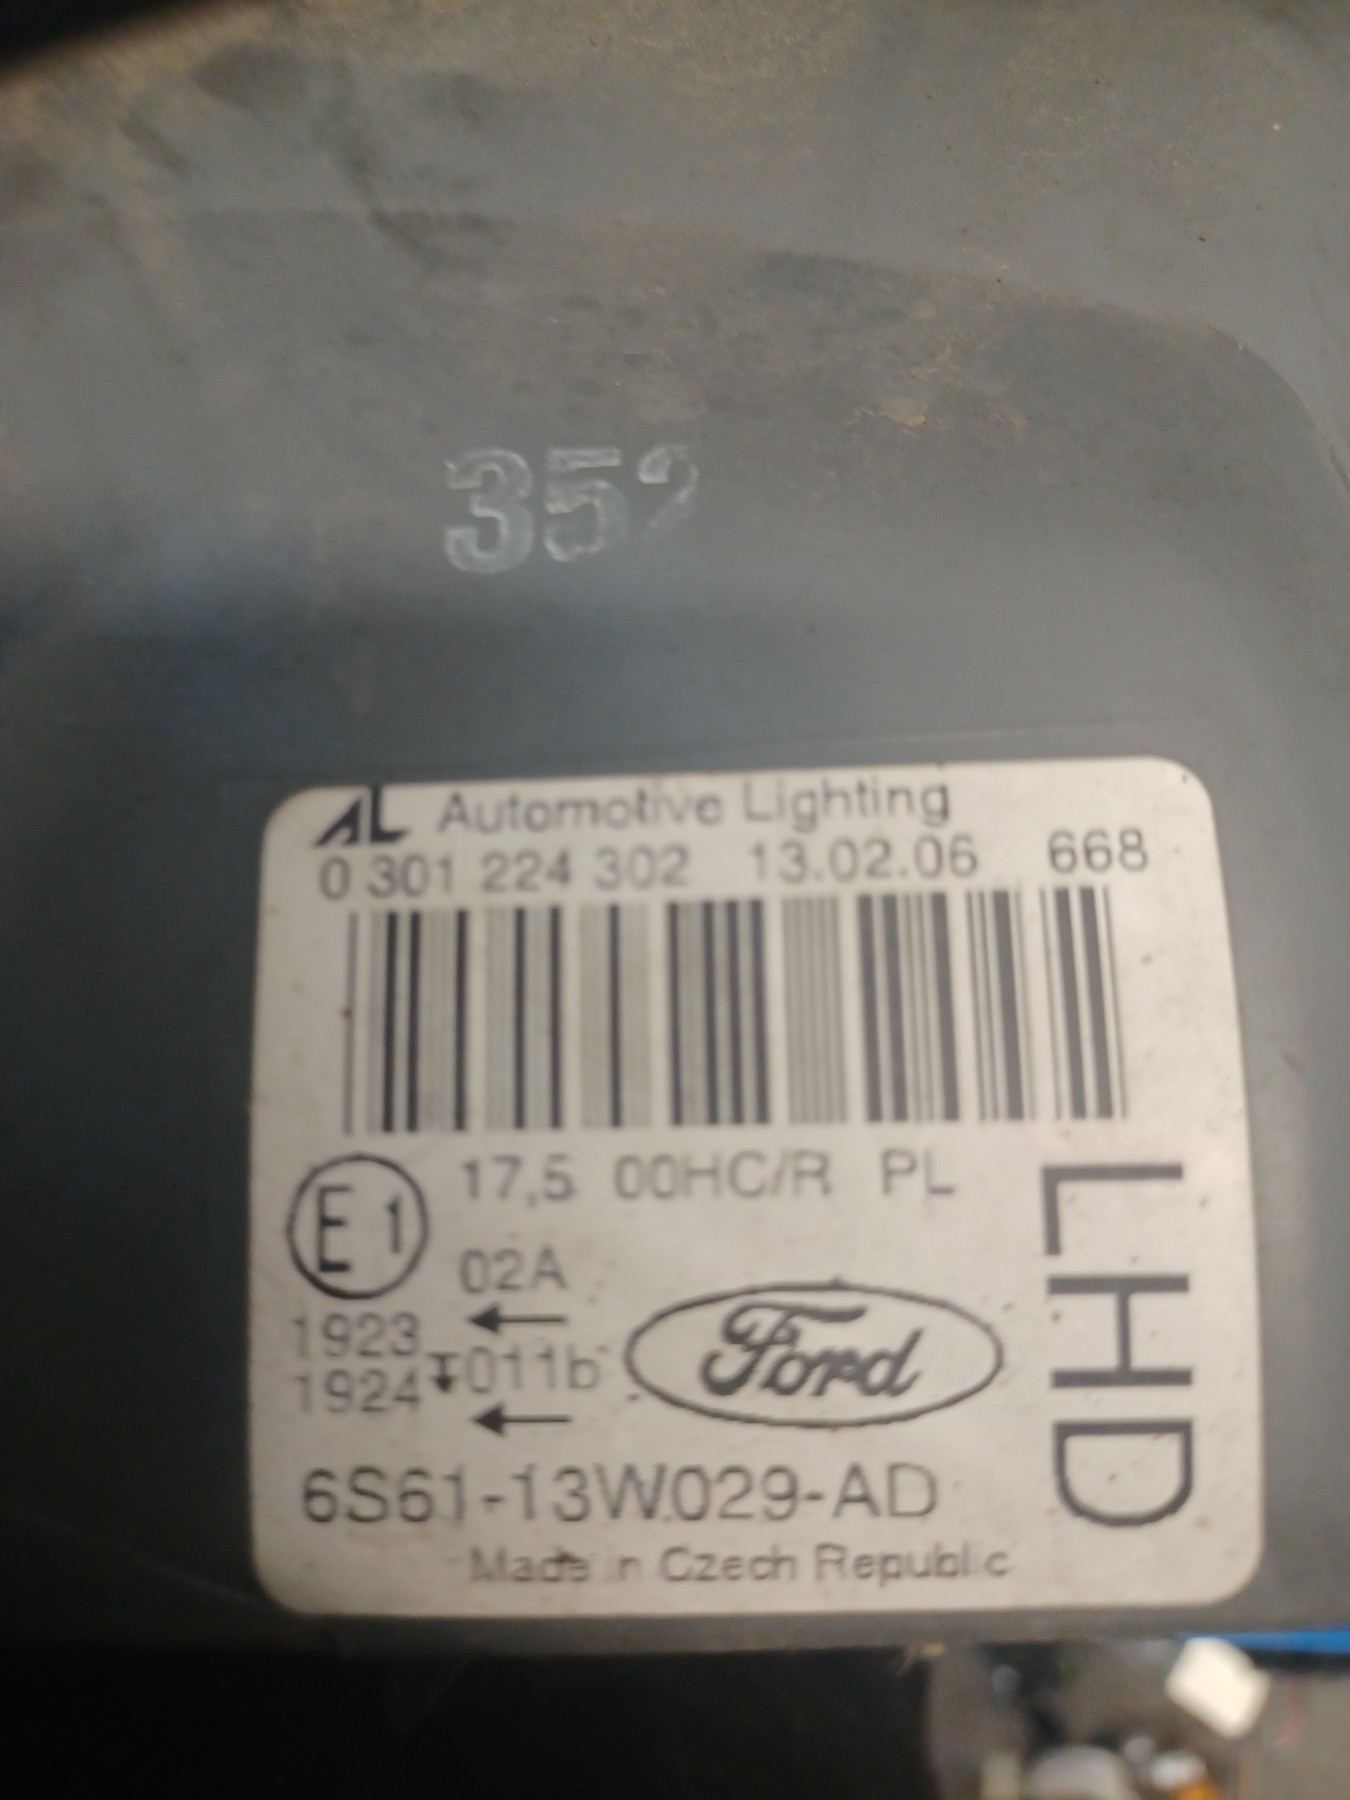 352
AL Automotive Lighting
0 301 224 302 13.02.06 668
E1 17,5 00HC/R PL
02A
1923
1924 011b
Ford
LHD
6S61-13W029-AD
Made in Czech Republic